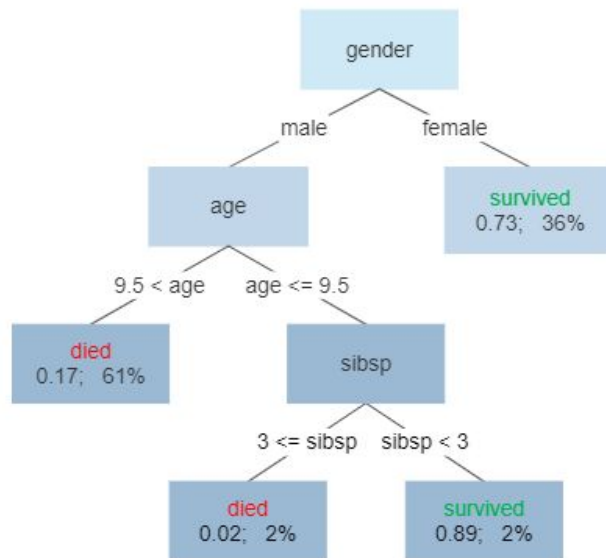 gender
male
female
age
survived
0.73; 36%
9.5 < age
age <= 9.5
died
0.17; 61%
sibsp
3 <= sibsp
sibsp < 3
died
0.02; 2%
survived
0.89; 2%